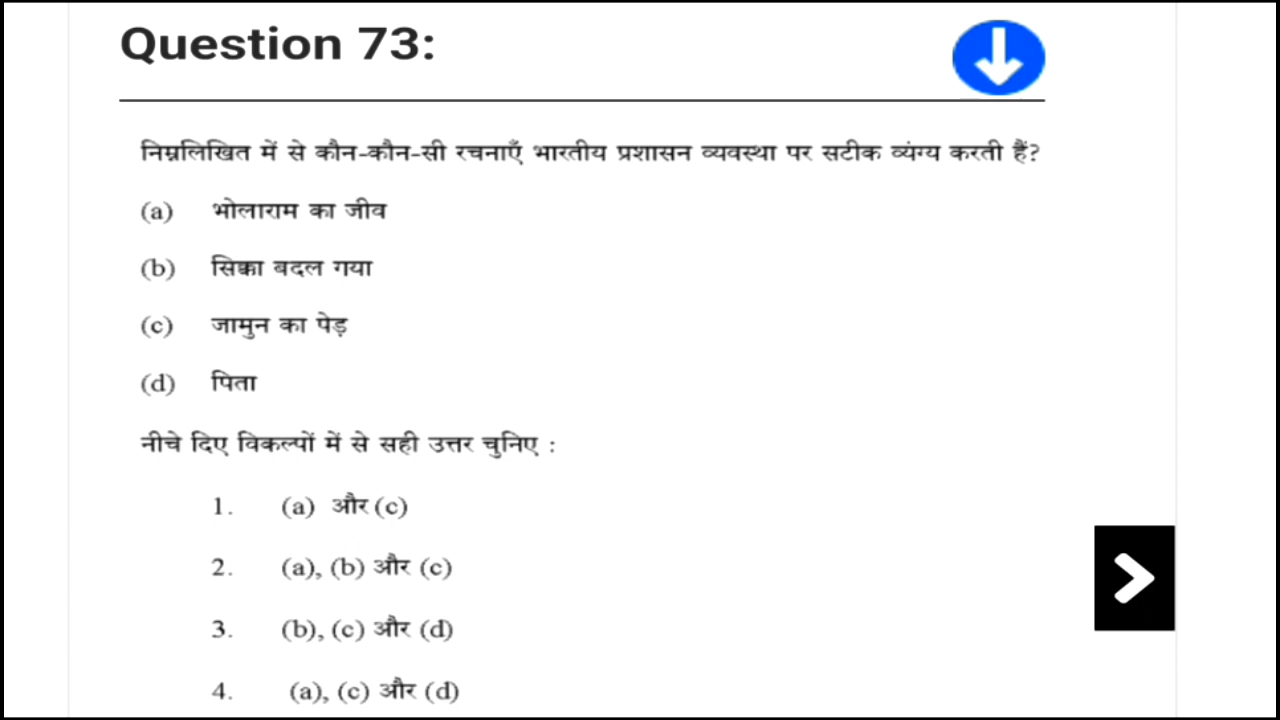 Question 73:
निम्नलिखित में से कौन-कौन-सी रचनाएँ भारतीय प्रशासन व्यवस्था पर सटीक व्यंग्य करती हैं?
(a) भोलाराम का जीव
(b) सिक्का बदल गया
(c) जामुन का पेड़
(d) पिता
नीचे दिए विकल्पों में से सही उत्तर चुनिए :
1. (a) और (c)
2. (a), (b) और (c)
3. (b), (c) और (d)
4. (a), (c) और (d)